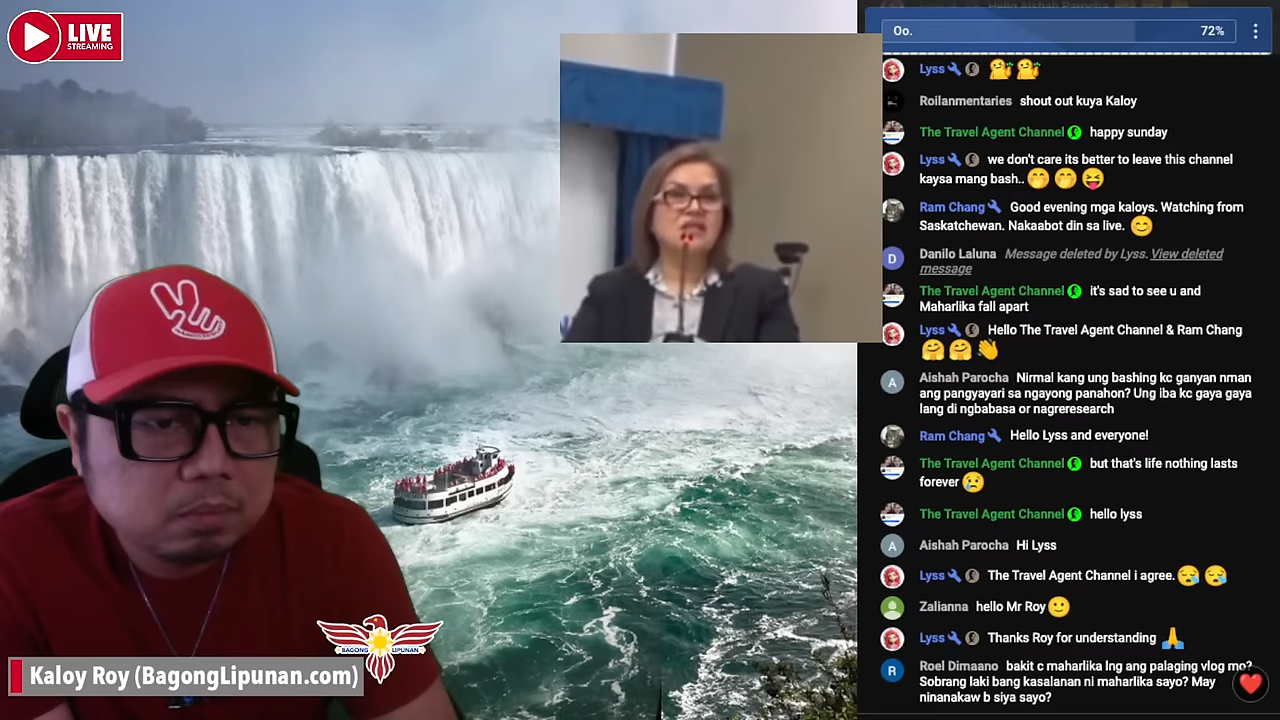 LIVE
STREAMING
Oo.
72%
Lyss
Roilanmentaries shout out kuya Kaloy
The Travel Agent Channel happy sunday
Lyss we don't care its better to leave this channel
kaysa mang bash..
Ram Chang Good evening mga kaloys. Watching from
Saskatchewan. Nakaabot din sa live.
D
Danilo Laluna Message deleted by Lyss. View deleted
message
The Travel Agent Channel it's sad to see u and
Maharlika fall apart
Lyss Hello The Travel Agent Channel & Ram Chang
A
Aishah Parocha Nirmal kang ung bashing kc ganyan nman
ang pangyayari sa ngayong panahon? Ung iba kc gaya gaya
lang di ngbabasa or nagreresearch
Ram Chang Hello Lyss and everyone!
The Travel Agent Channel but that's life nothing lasts
forever
The Travel Agent Channel hello lyss
A
Aishah Parocha Hi Lyss
Lyss The Travel Agent Channel i agree.
Zalianna hello Mr Roy
Lyss Thanks Roy for understanding
R
Roel Dimaano bakit c maharlika lng ang palaging vlog mo?
Sobrang laki bang kasalanan ni maharlika sayo? May
ninanakaw b siya sayo?
BAGONG LIPUNAN
Kaloy Roy (BagongLipunan.com)